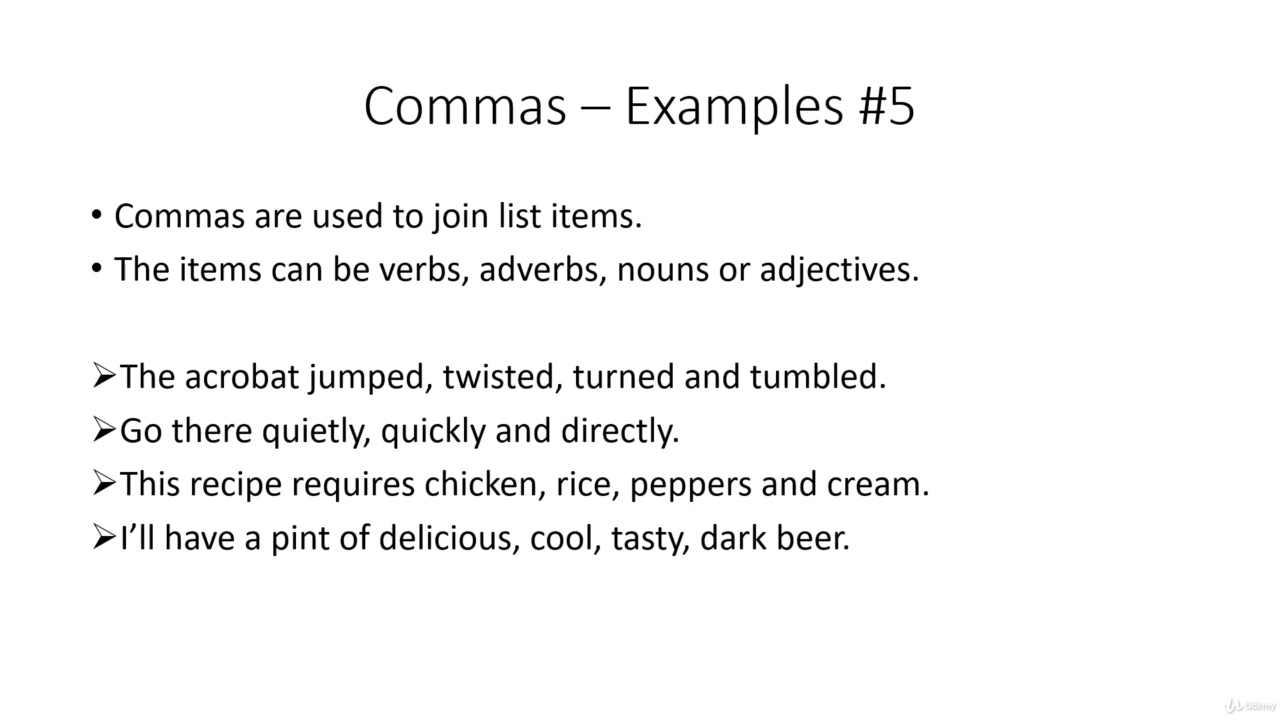 Commas – Examples #5
• Commas are used to join list items.
• The items can be verbs, adverbs, nouns or adjectives.
➢The acrobat jumped, twisted, turned and tumbled.
➢Go there quietly, quickly and directly.
➢This recipe requires chicken, rice, peppers and cream.
➢I’ll have a pint of delicious, cool, tasty, dark beer.
Udemy